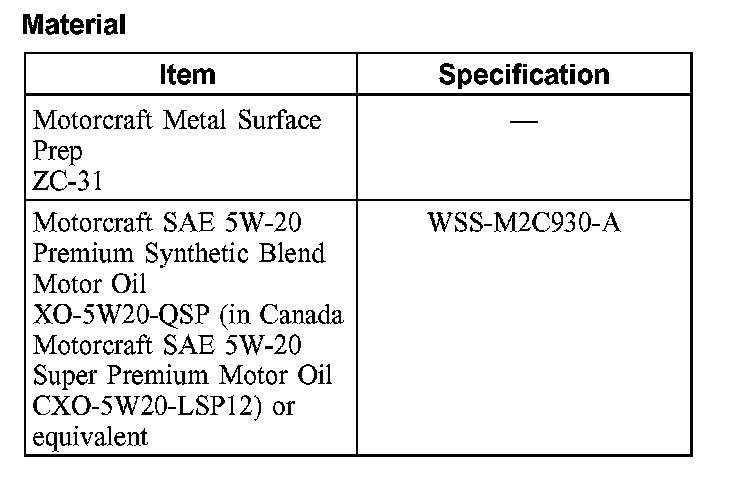 Material
Item Specification
Motorcraft Metal Surface —
Prep
ZC-31
Motorcraft SAE 5W-20 WSS-M2C930-A
Premium Synthetic Blend
Motor Oil
XO-5W20-QSP (in Canada
Motorcraft SAE 5W-20
Super Premium Motor Oil
CXO-5W20-LSP12) or
equivalent